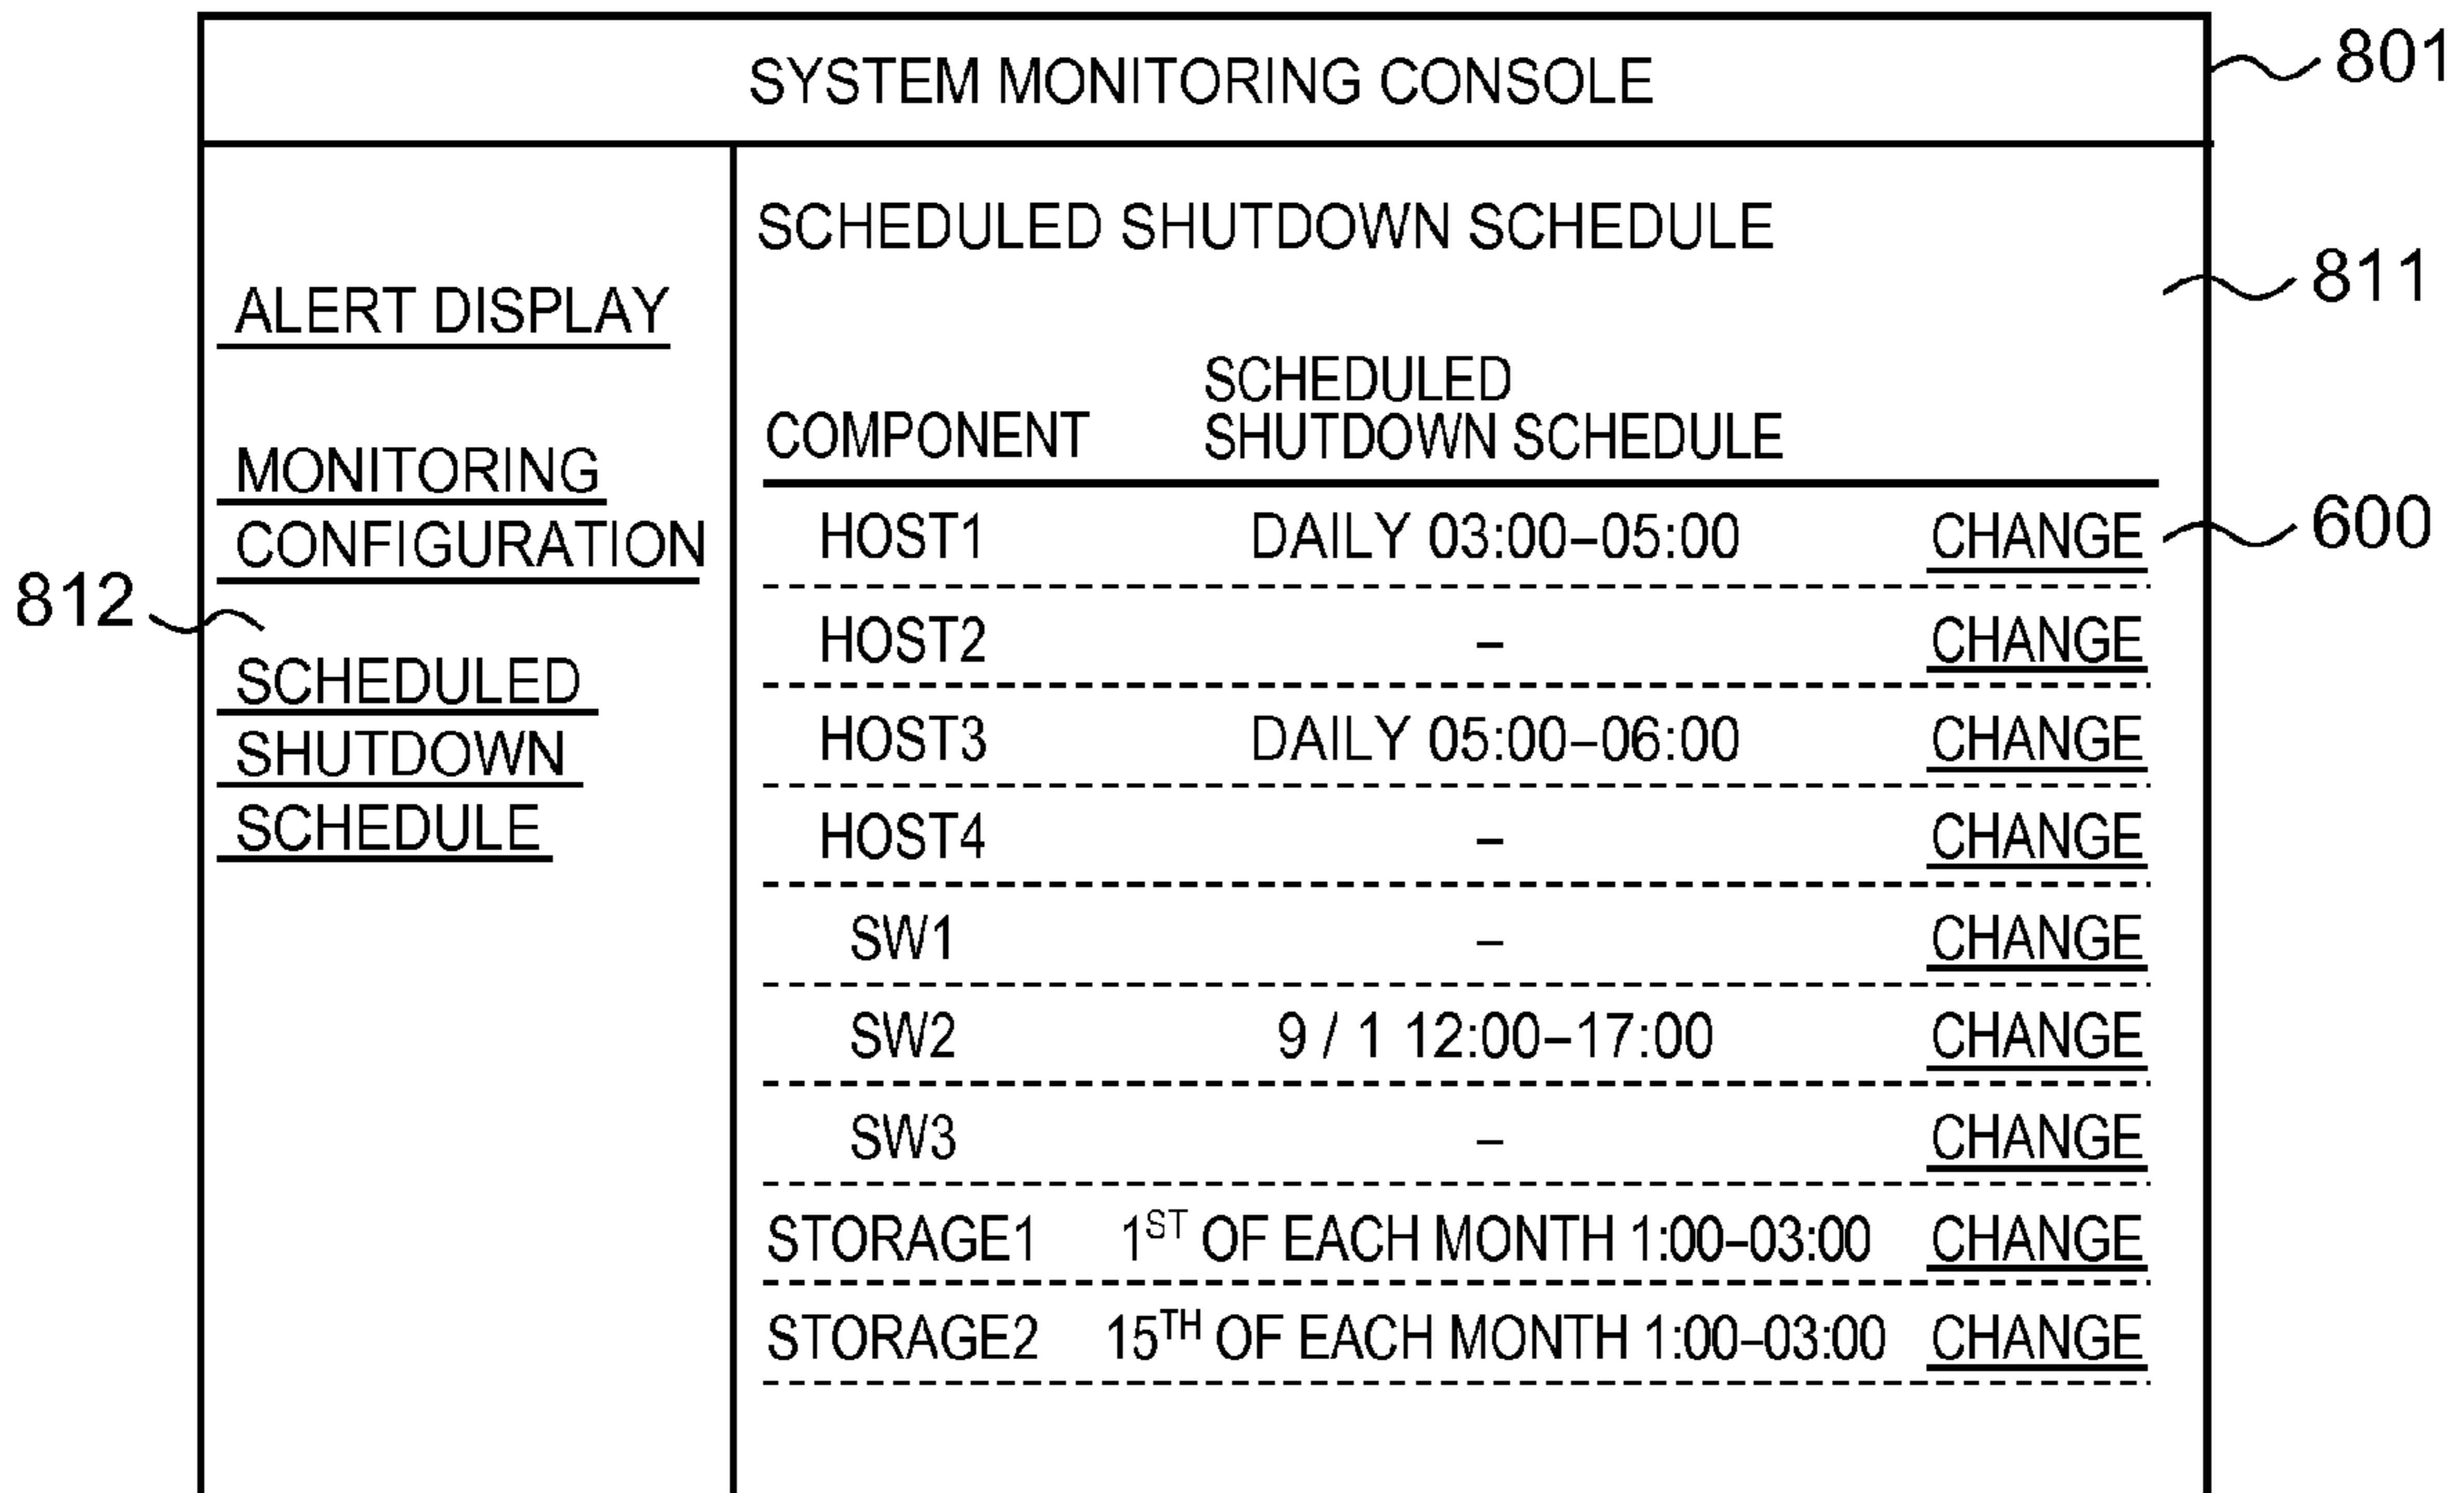 SYSTEM MONITORING CONSOLE
801
ALERT DISPLAY
MONITORING
CONFIGURATION
812
SCHEDULED
SHUTDOWN
SCHEDULE
SCHEDULED SHUTDOWN SCHEDULE
811
SCHEDULED
COMPONENT SHUTDOWN SCHEDULE
HOST1 DAILY 03:00–05:00 CHANGE 600
HOST2 – CHANGE
HOST3 DAILY 05:00–06:00 CHANGE
HOST4 – CHANGE
SW1 – CHANGE
SW2 9 / 1 12:00–17:00 CHANGE
SW3 – CHANGE
STORAGE1 1ST OF EACH MONTH 1:00–03:00 CHANGE
STORAGE2 15TH OF EACH MONTH 1:00–03:00 CHANGE